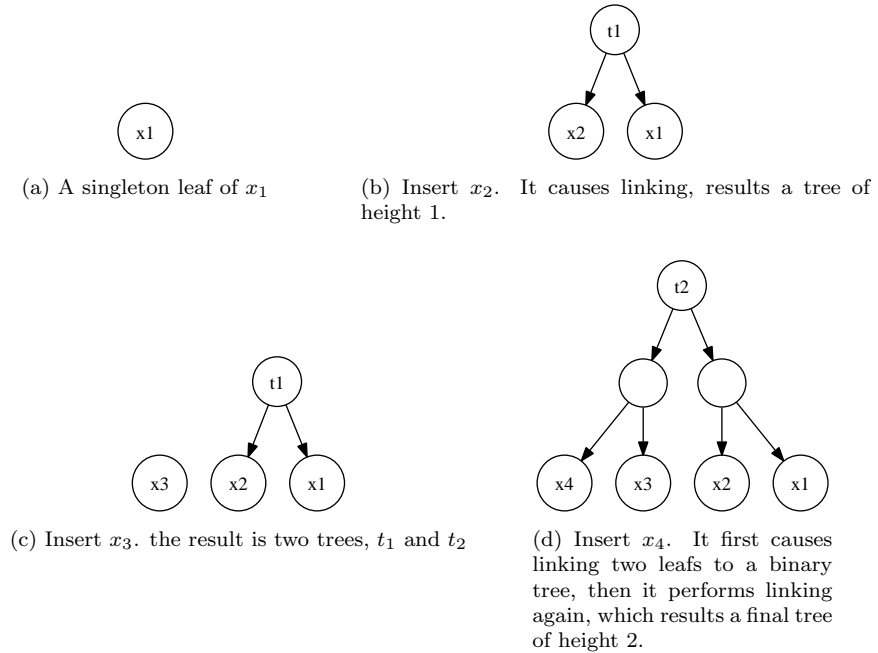 t1
x1
x2
x1
(a) A singleton leaf of x₁
(b) Insert x₂. It causes linking, results a tree of
height 1.
t2
t1
x3
x2
x1
x4
x3
x2
x1
(c) Insert x₃. the result is two trees, t₁ and t₂
(d) Insert x₄. It first causes
linking two leafs to a binary
tree, then it performs linking
again, which results a final tree
of height 2.